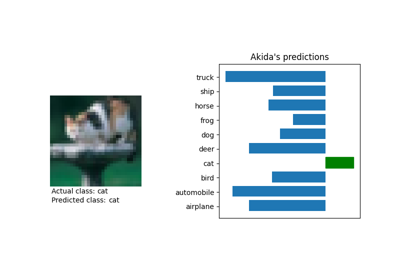 Akida's predictions
truck
ship
horse
frog
dog
deer
cat
bird
automobile
airplane
Actual class: cat
Predicted class: cat